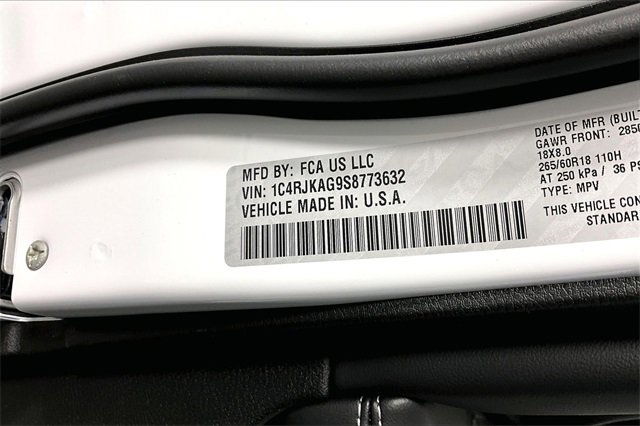 MFD BY: FCA US LLC
VIN: 1C4RJKAG9S8773632
VEHICLE MADE IN: U.S.A.
DATE OF MFR (BUILT
GAWR FRONT: 2850
18X8.0
265/60R18 110H
AT 250 kPa / 36 PS
TYPE: MPV
THIS VEHICLE CON
STANDAR